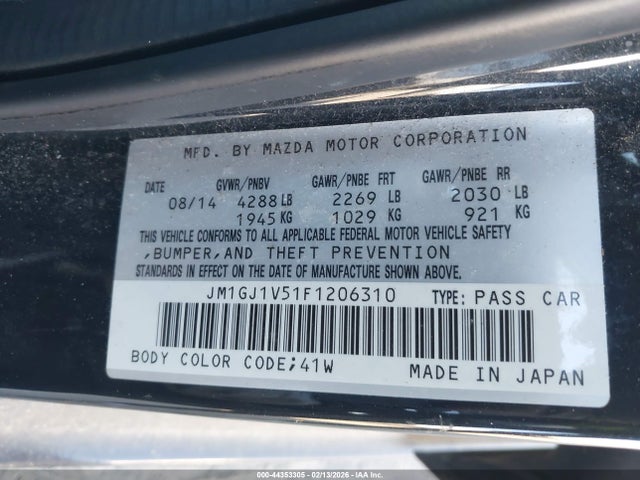 MFD. BY MAZDA MOTOR CORPORATION
DATE GVWR/PNBV GAWR/PNBE FRT GAWR/PNBE RR
08/14 4288 LB 2269 LB 2030 LB
1945 KG 1029 KG 921 KG
THIS VEHICLE CONFORMS TO ALL APPLICABLE FEDERAL MOTOR VEHICLE SAFETY
,BUMPER,AND THEFT PREVENTION
STANDARDS IN EFFECT ON THE DATE OF MANUFACTURE SHOWN ABOVE.
JM1GJ1V51F1206310 TYPE: PASS CAR
BODY COLOR CODE;41W MADE IN JAPAN
000-44353305 - 02/13/2026 - IAA Inc.